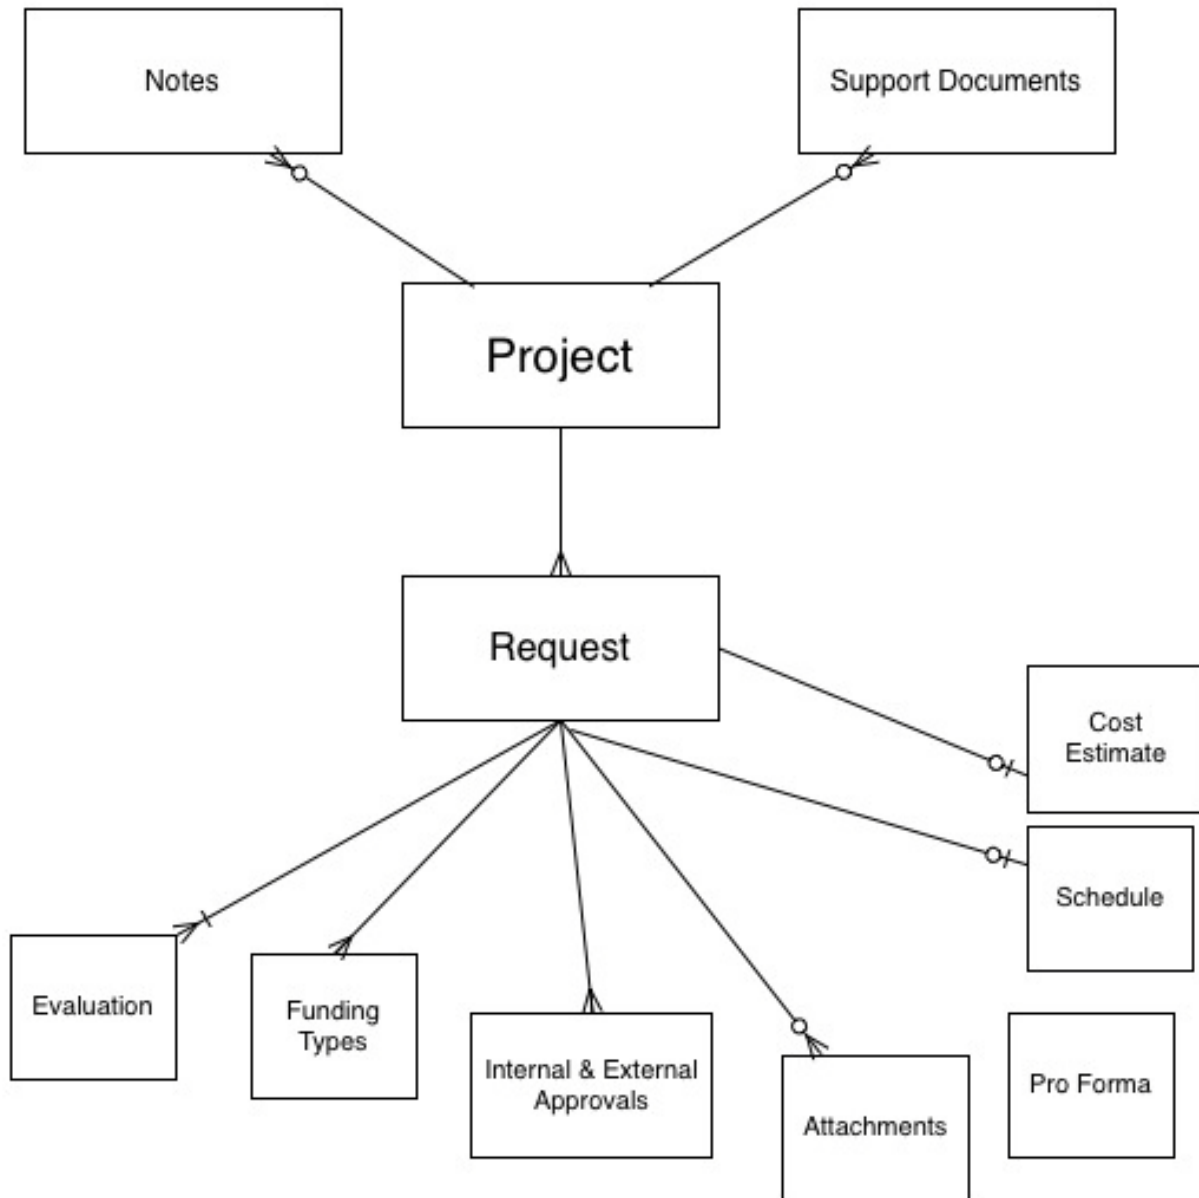 Notes
Support Documents
Project
Request
Cost
Estimate
Schedule
Evaluation
Funding
Types
Internal & External
Approvals
Attachments
Pro Forma